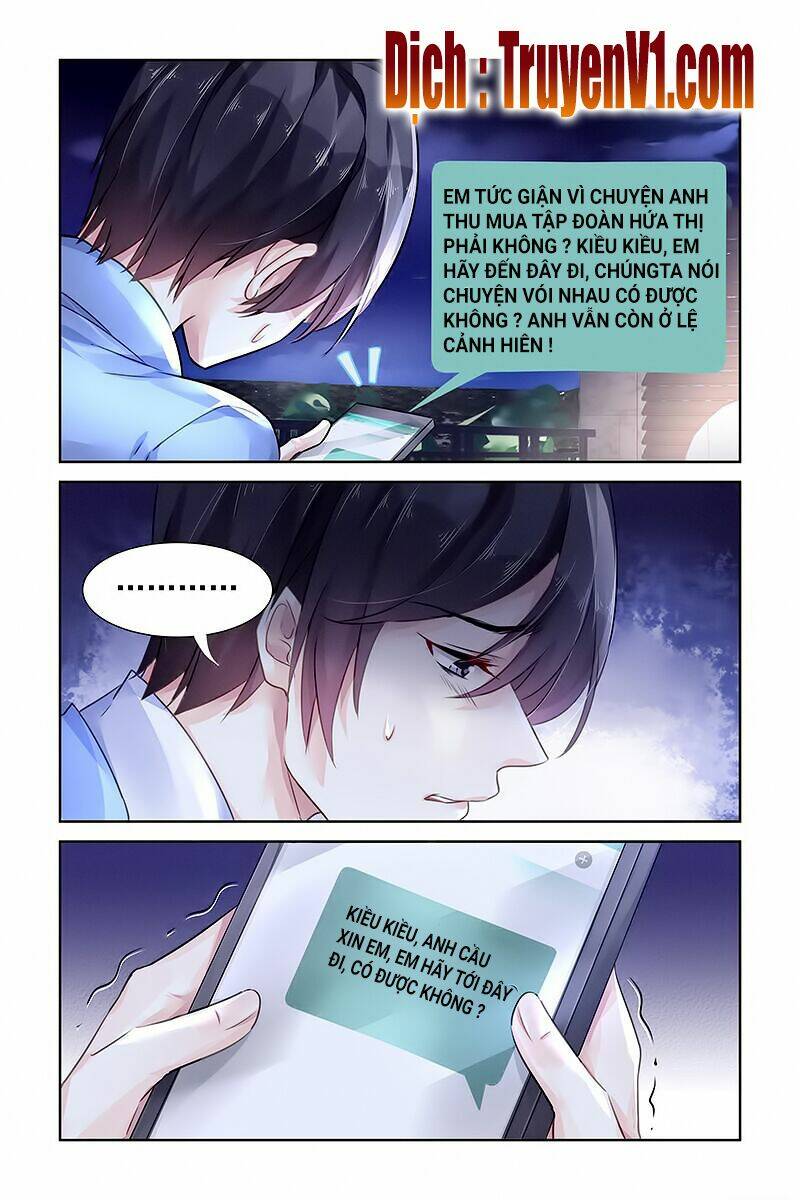 Dịch : TruyenV1.com
EM TỨC GIẬN VÌ CHUYỆN ANH
THU MUA TẬP ĐOÀN HỨA THỊ
PHẢI KHÔNG ? KIỀU KIỀU, EM
HÃY ĐẾN ĐÂY ĐI, CHÚNGTA NÓI
CHUYỆN VÓI NHAU CÓ ĐƯỢC
KHÔNG ? ANH VẪN CÒN Ở LỆ
CẢNH HIÊN !
............
KIỀU KIỀU, ANH CẦU
XIN EM, EM HÃY TỚI ĐÂY
ĐI, CÓ ĐƯỢC KHÔNG ?